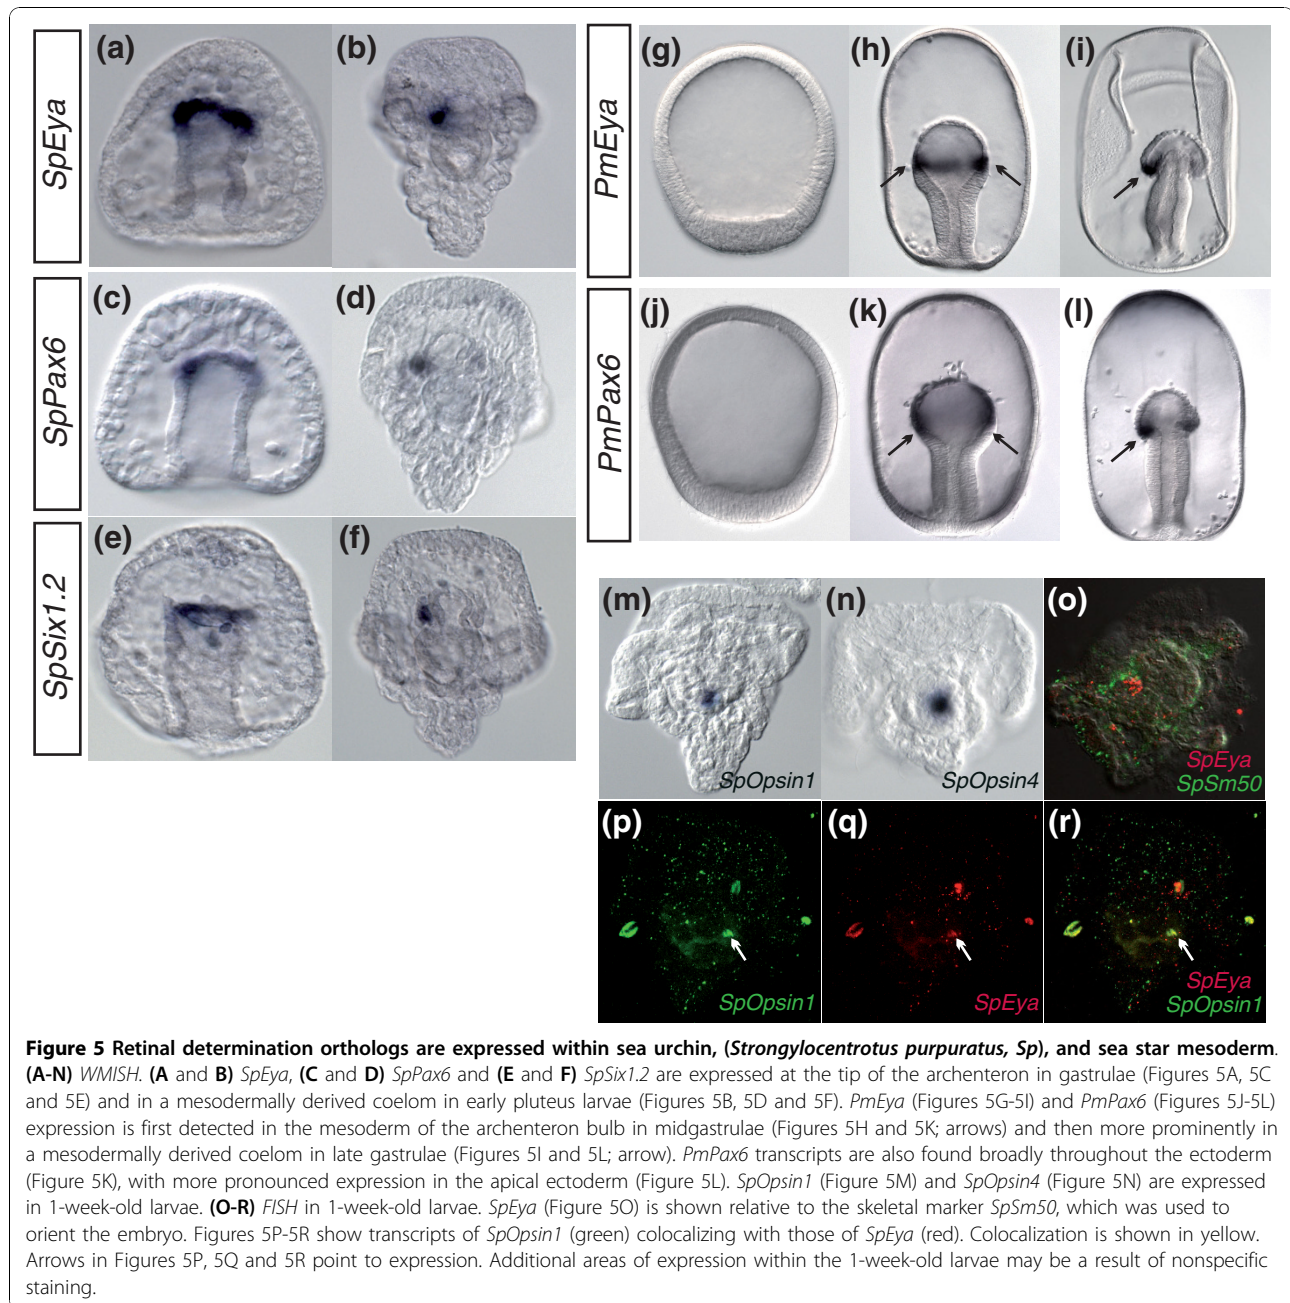 SpEya
(a)
(b)
SpPax6
(c)
(d)
SpSix1.2
(e)
(f)
PmEya
(g)
(h)
(i)
PmPax6
(j)
(k)
(l)
(m)
SpOpsin1
(n)
SpOpsin4
(o)
SpEya
SpSm50
(p)
SpOpsin1
(q)
SpEya
(r)
SpEya
SpOpsin1
Figure 5 Retinal determination orthologs are expressed within sea urchin, (Strongylocentrotus purpuratus, Sp), and sea star mesoderm.
(A-N) WMISH. (A and B) SpEya, (C and D) SpPax6 and (E and F) SpSix1.2 are expressed at the tip of the archenteron in gastrulae (Figures 5A, 5C
and 5E) and in a mesodermally derived coelom in early pluteus larvae (Figures 5B, 5D and 5F). PmEya (Figures 5G-5I) and PmPax6 (Figures 5J-5L)
expression is first detected in the mesoderm of the archenteron bulb in midgastrulae (Figures 5H and 5K; arrows) and then more prominently in
a mesodermally derived coelom in late gastrulae (Figures 5I and 5L; arrow). PmPax6 transcripts are also found broadly throughout the ectoderm
(Figure 5K), with more pronounced expression in the apical ectoderm (Figure 5L). SpOpsin1 (Figure 5M) and SpOpsin4 (Figure 5N) are expressed
in 1-week-old larvae. (O-R) FISH in 1-week-old larvae. SpEya (Figure 5O) is shown relative to the skeletal marker SpSm50, which was used to
orient the embryo. Figures 5P-5R show transcripts of SpOpsin1 (green) colocalizing with those of SpEya (red). Colocalization is shown in yellow.
Arrows in Figures 5P, 5Q and 5R point to expression. Additional areas of expression within the 1-week-old larvae may be a result of nonspecific
staining.